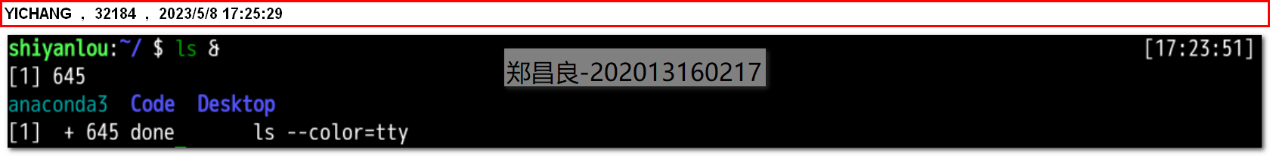 YICHANG , 32184 , 2023/5/8 17:25:29
shiyanlou:~/ $ ls & [17:23:51]
郑昌良-202013160217
[1] 645
anaconda3 Code Desktop
[1]  + 645 done       ls --color=tty